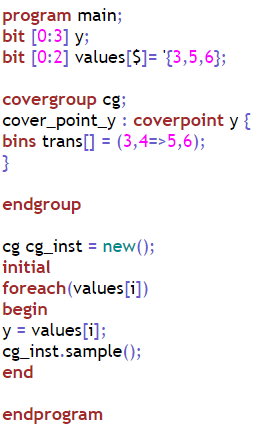 program main;
bit [0:3] y;
bit [0:2] values[$]= '{3,5,6};
covergroup cg;
cover_point_y : coverpoint y {
bins trans[] = (3,4=>5,6);
}
endgroup
cg cg_inst = new();
initial
foreach(values[i])
begin
y = values[i];
cg_inst.sample();
end
endprogram